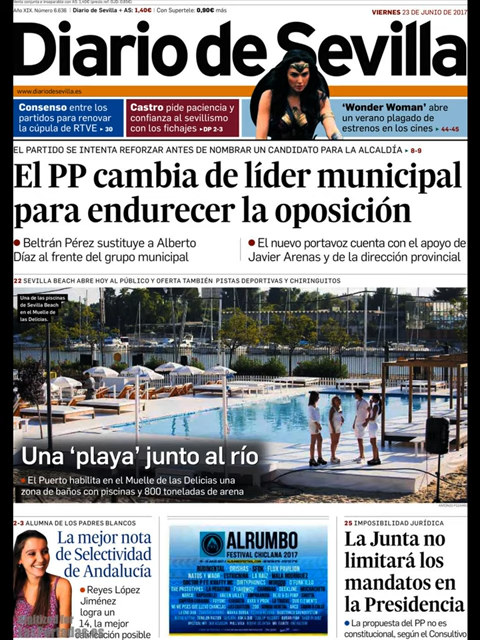 Año XIX. Número 6.636 | Diario de Sevilla + AS: 1,40€ | Con Supertele: 0,90€ más
VIERNES 23 DE JUNIO DE 2017
Diario de Sevilla
www.diariodesevilla.es
Consenso entre los
partidos para renovar
la cúpula de RTVE ▸ 30
Castro pide paciencia y
confianza al sevillismo
con los fichajes ▸ DP 2-3
‘Wonder Woman’ abre
un verano plagado de
estrenos en los cines ▸ 44-45
EL PARTIDO SE INTENTA REFORZAR ANTES DE NOMBRAR UN CANDIDATO PARA LA ALCALDÍA ▸ 8-9
El PP cambia de líder municipal
para endurecer la oposición
● Beltrán Pérez sustituye a Alberto
Díaz al frente del grupo municipal
● El nuevo portavoz cuenta con el apoyo de
Javier Arenas y de la dirección provincial
22 SEVILLA BEACH ABRE HOY AL PÚBLICO Y OFERTA TAMBIÉN PISTAS DEPORTIVAS Y CHIRINGUITOS
Una de las piscinas
de Sevilla Beach
en el Muelle de
las Delicias.
Una ‘playa’ junto al río
● El Puerto habilita en el Muelle de las Delicias una
zona de baños con piscinas y 800 toneladas de arena
2-3 ALUMNA DE LOS PADRES BLANCOS
La mejor nota
de Selectividad
de Andalucía
● Reyes López
Jiménez
logra un
14, la mejor
posible
ALRUMBO
FESTIVAL CHICLANA 2017
25 IMPOSIBILIDAD JURÍDICA
La Junta no
limitará los
mandatos en
la Presidencia
● La propuesta del PP no es
constitucional, según el Consultivo